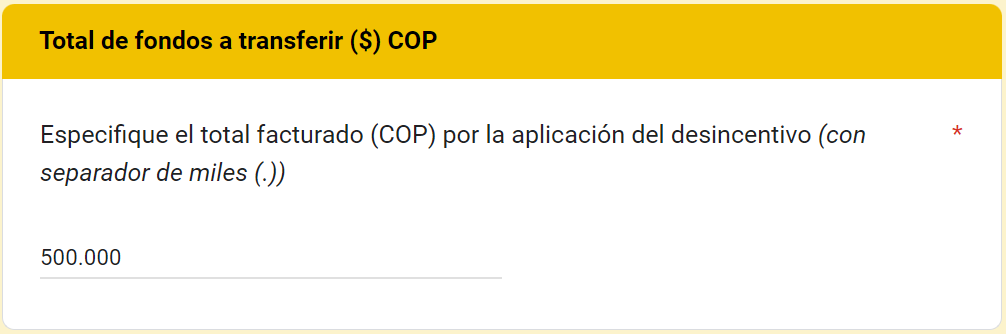 Total de fondos a transferir ($) COP
Especifique el total facturado (COP) por la aplicación del desincentivo (con *
separador de miles (.))
500.000